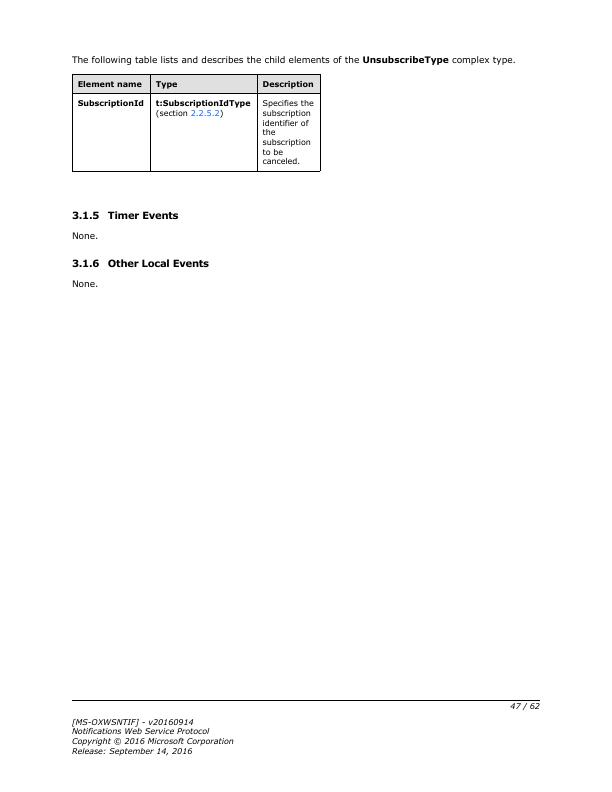 The following table lists and describes the child elements of the UnsubscribeType complex type.
Element name Type Description
SubscriptionId t:SubscriptionIdType Specifies the
(section 2.2.5.2) subscription
identifier of
the
subscription
to be
canceled.
3.1.5 Timer Events
None.
3.1.6 Other Local Events
None.
47 / 62
[MS-OXWSNTIF] - v20160914
Notifications Web Service Protocol
Copyright © 2016 Microsoft Corporation
Release: September 14, 2016